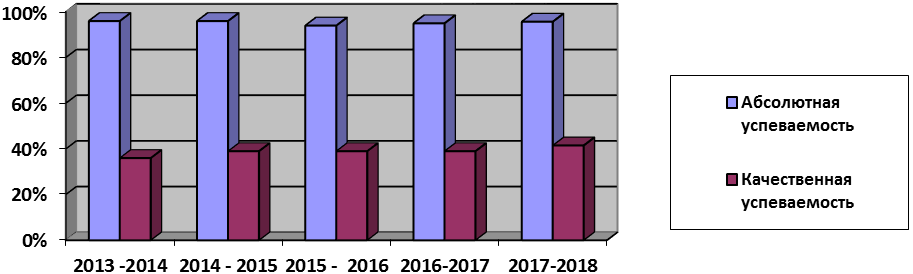 100%
80%
60%
40%
20%
0%
2013 -2014 2014 - 2015 2015 -  2016 2016-2017 2017-2018
Абсолютная
успеваемость
Качественная
успеваемость